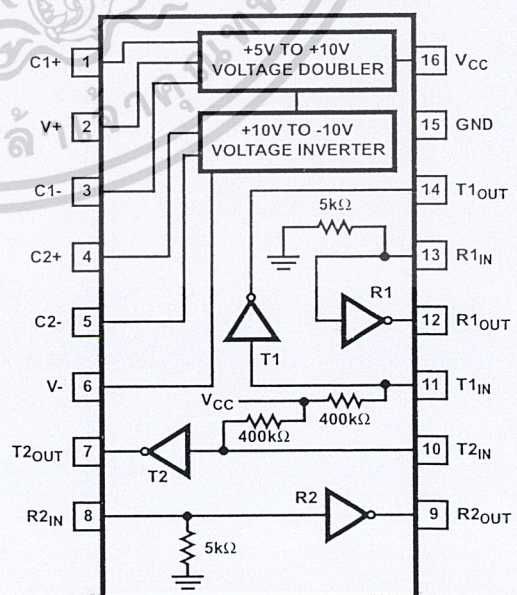 +5V TO +10V
VOLTAGE DOUBLER
+10V TO -10V
VOLTAGE INVERTER
C1+ 1
V+ 2
C1- 3
C2+ 4
C2- 5
V- 6
T2OUT 7
R2IN 8
16 VCC
15 GND
14 T1OUT
13 R1IN
12 R1OUT
11 T1IN
10 T2IN
9 R2OUT
5kΩ
R1
T1
VCC
400kΩ
400kΩ
T2
R2
5kΩ